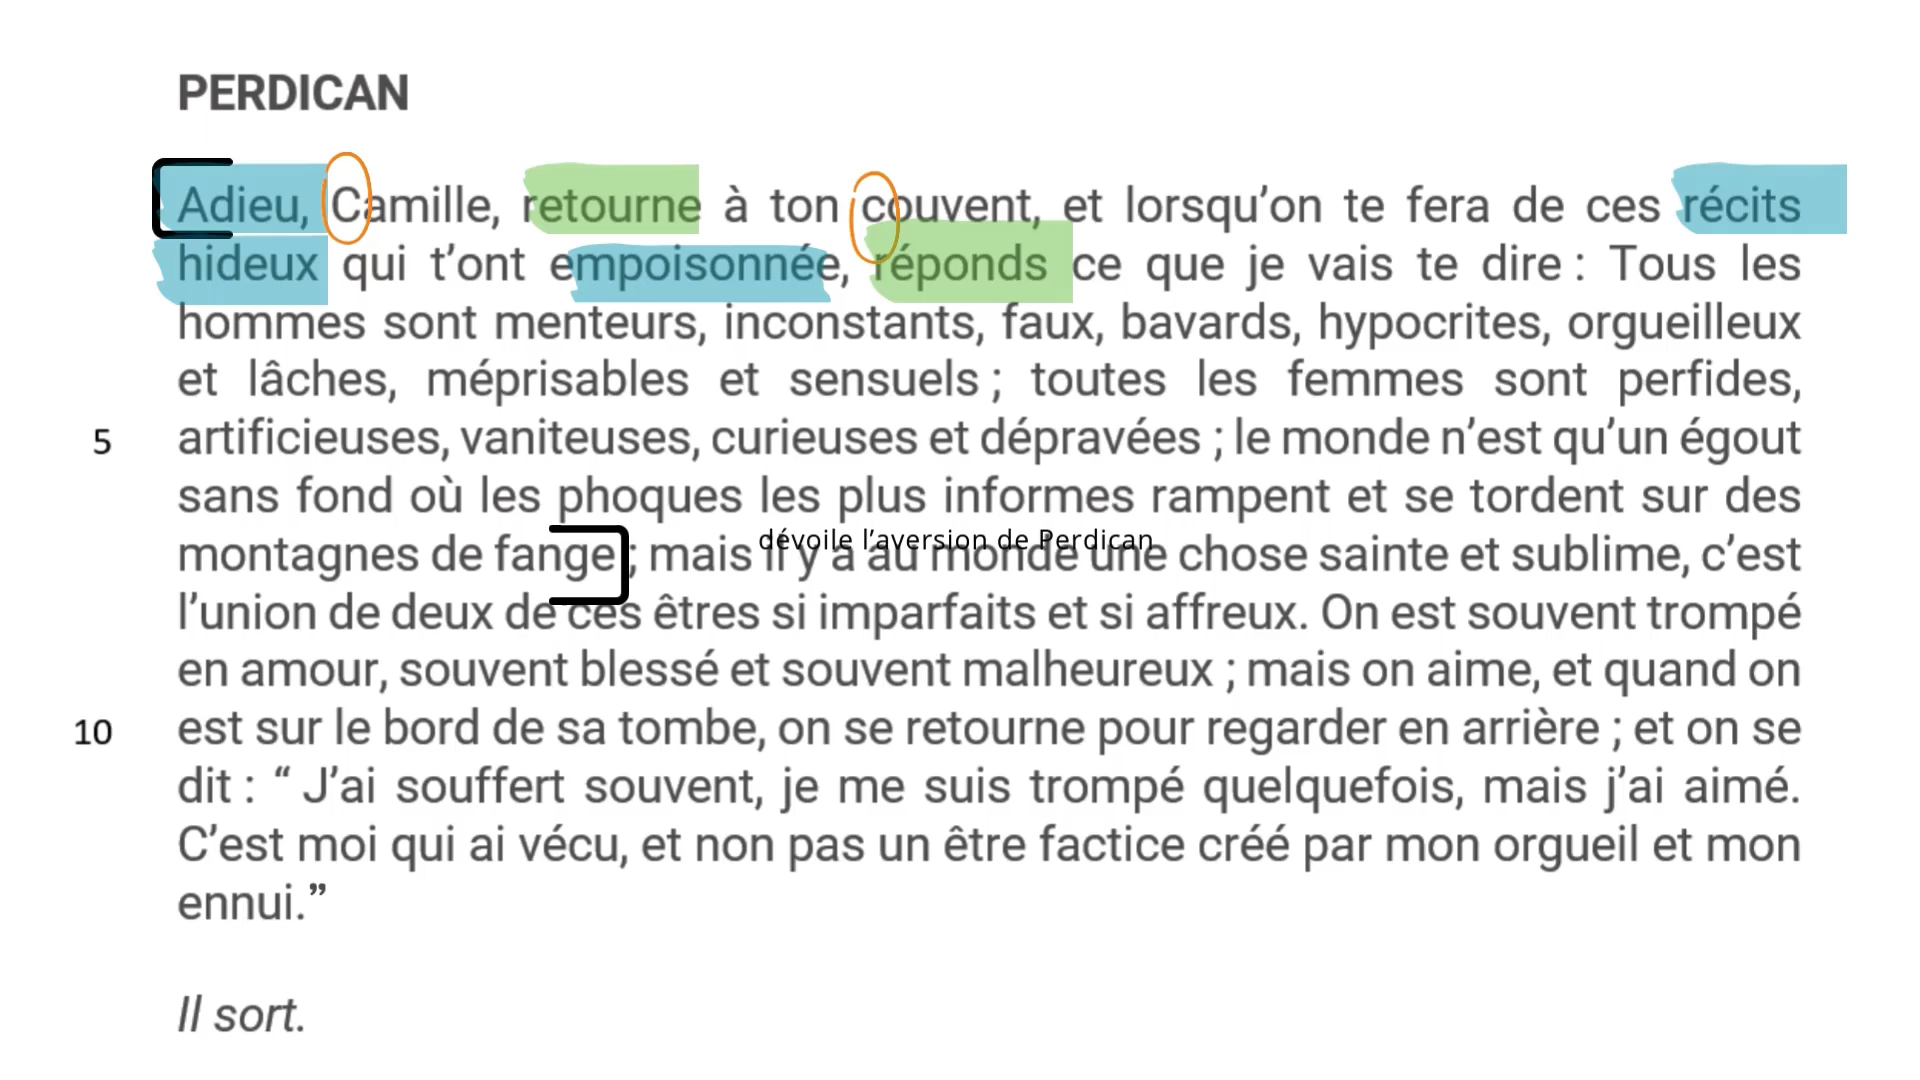 PERDICAN
Adieu, Camille, retourne à ton couvent, et lorsqu’on te fera de ces récits
hideux qui t’ont empoisonnée, réponds ce que je vais te dire : Tous les
hommes sont menteurs, inconstants, faux, bavards, hypocrites, orgueilleux
et lâches, méprisables et sensuels ; toutes les femmes sont perfides,
5 artificieuses, vaniteuses, curieuses et dépravées ; le monde n’est qu’un égout
sans fond où les phoques les plus informes rampent et se tordent sur des
dévoile l’aversion de Perdican
montagnes de fange ; mais il y a au monde une chose sainte et sublime, c’est
l’union de deux de ces êtres si imparfaits et si affreux. On est souvent trompé
en amour, souvent blessé et souvent malheureux ; mais on aime, et quand on
10 est sur le bord de sa tombe, on se retourne pour regarder en arrière ; et on se
dit : “ J’ai souffert souvent, je me suis trompé quelquefois, mais j’ai aimé.
C’est moi qui ai vécu, et non pas un être factice créé par mon orgueil et mon
ennui.”
Il sort.